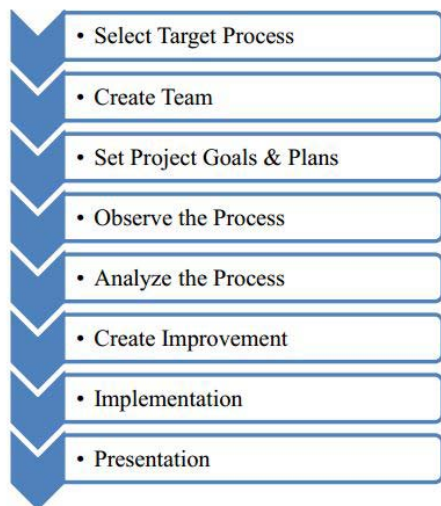 • Select Target Process
• Create Team
• Set Project Goals & Plans
• Observe the Process
• Analyze the Process
• Create Improvement
• Implementation
• Presentation